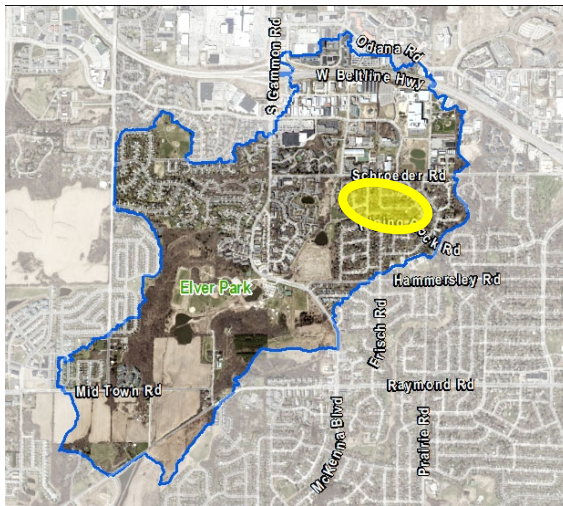 S Gammon Rd
Odana Rd
W Beltline Hwy
Schroeder Rd
Rd
Hammersley Rd
Elver Park
Frisch Rd
Mid Town Rd
Raymond Rd
McKenna Blvd
Prairie Rd